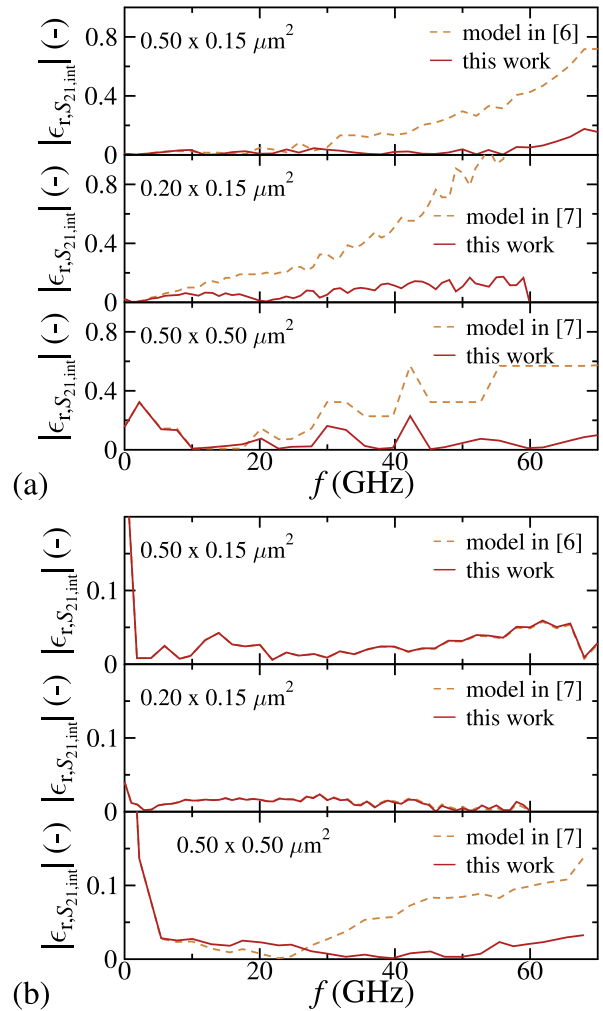 |ϵr,S21,int| (-)
0.8
0.4
0
0.50 x 0.15 μm²
model in [6]
this work
|ϵr,S21,int| (-)
0.8
0.4
0
0.20 x 0.15 μm²
model in [7]
this work
|ϵr,S21,int| (-)
0.8
0.4
0
0.50 x 0.50 μm²
model in [7]
this work
0 20 40 60
(a) f (GHz)
|ϵr,S21,int| (-)
0.1
0
0.50 x 0.15 μm²
model in [6]
this work
|ϵr,S21,int| (-)
0.1
0
0.20 x 0.15 μm²
model in [7]
this work
|ϵr,S21,int| (-)
0.1
0
0.50 x 0.50 μm²
model in [7]
this work
0 20 40 60
(b) f (GHz)